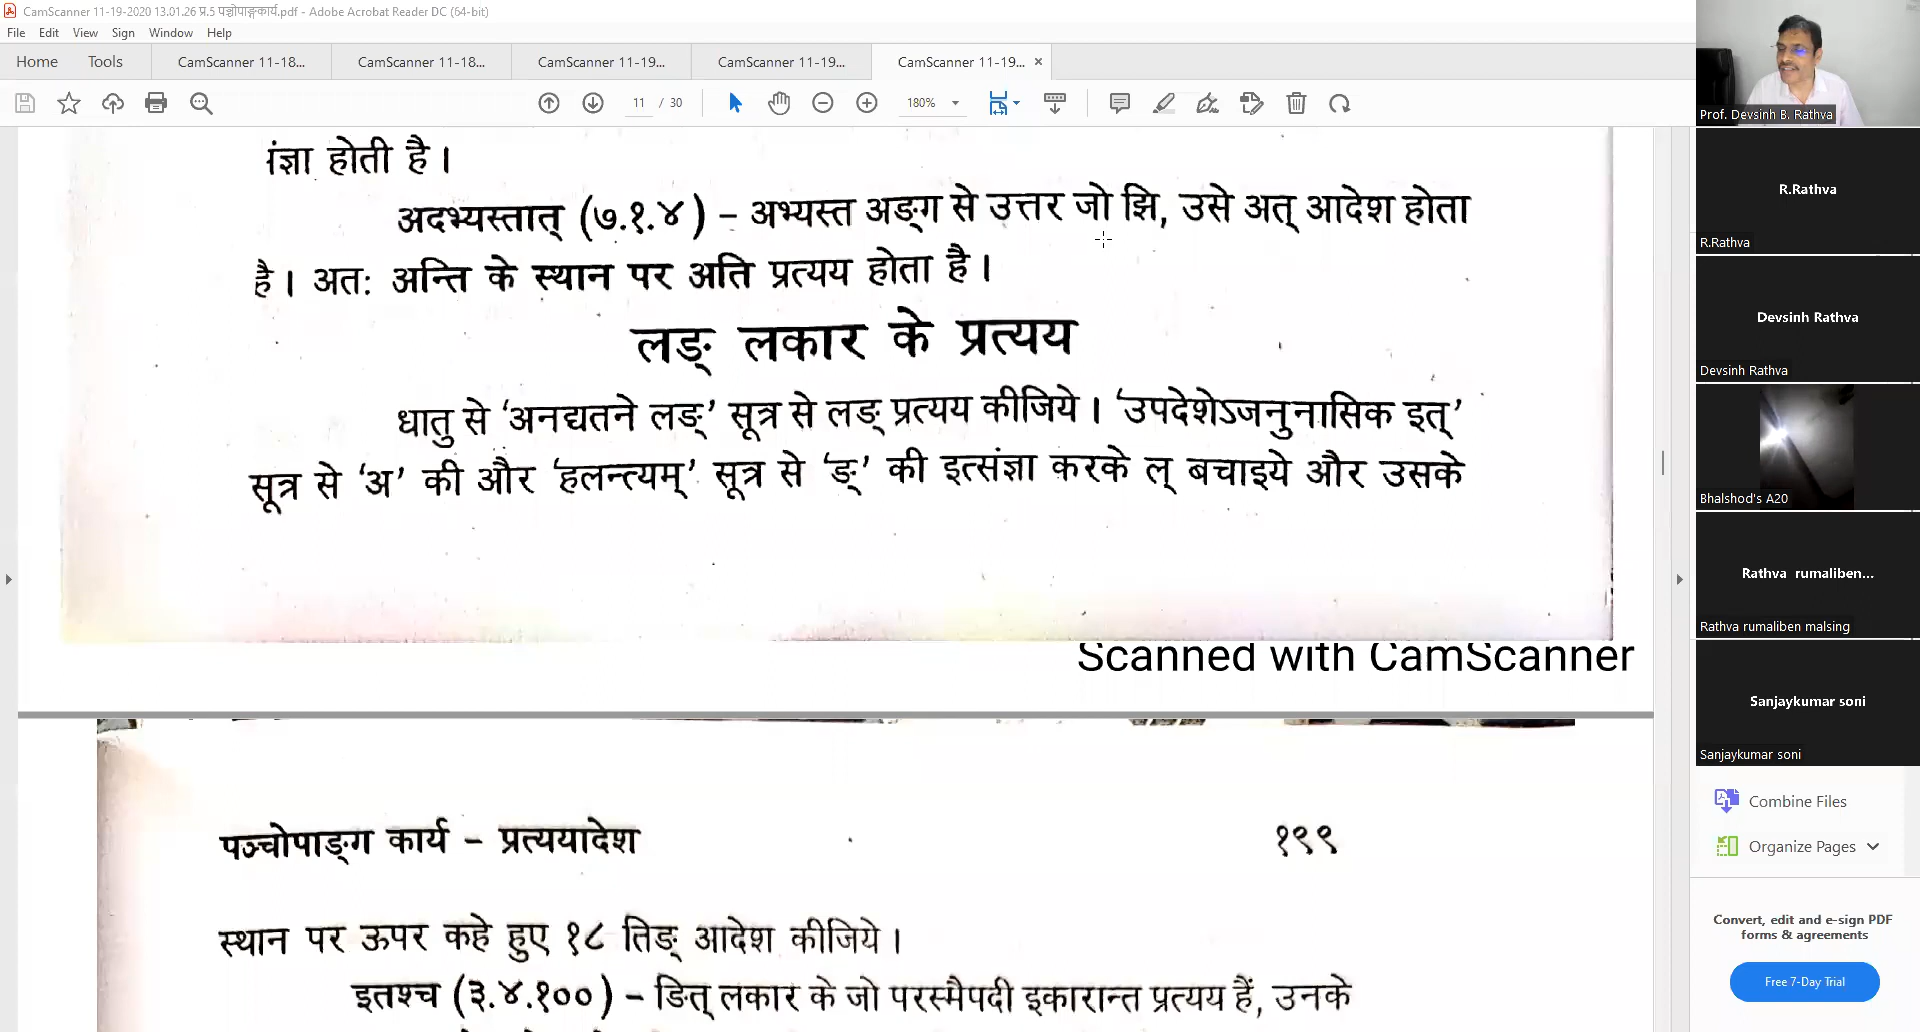 CamScanner 11-19-2020 13.01.26 प्र.5 पञ्चोपाङ्गकार्य.pdf - Adobe Acrobat Reader DC (64-bit)
File Edit View Sign Window Help
Home Tools CamScanner 11-18... CamScanner 11-18... CamScanner 11-19... CamScanner 11-19... CamScanner 11-19... ×
11 / 30 180%
होती है ।
अदभ्यस्तात् (७.१.४) – अभ्यस्त अङ्ग से उत्तर जो झि, उसे अत् आदेश होता
है । अतः अन्ति के स्थान पर अति प्रत्यय होता है ।
लङ् लकार के प्रत्यय
धातु से ‘अनद्यतने लङ्’ सूत्र से लङ् प्रत्यय कीजिये । ‘उपदेशेऽजनुनासिक इत्’
सूत्र से ‘अ’ की और ‘हलन्त्यम्’ सूत्र से ‘ङ्’ की इत्संज्ञा करके ल् बचाइये और उसके
Scanned with CamScanner
पञ्चोपाङ्ग कार्य – प्रत्ययादेश १९९
स्थान पर ऊपर कहे हुए १८ तिङ् आदेश कीजिये ।
इतश्च (३.४.१००) – ङित् लकार के जो परस्मैपदी इकारान्त प्रत्यय हैं, उनके
Prof. Devsinh B. Rathva
R.Rathva
R.Rathva
Devsinh Rathva
Devsinh Rathva
Bhalshod's A20
Rathva rumaliben...
Rathva rumaliben malsing
Sanjaykumar soni
Sanjaykumar soni
Combine Files
Organize Pages
Convert, edit and e-sign PDF
forms & agreements
Free 7-Day Trial